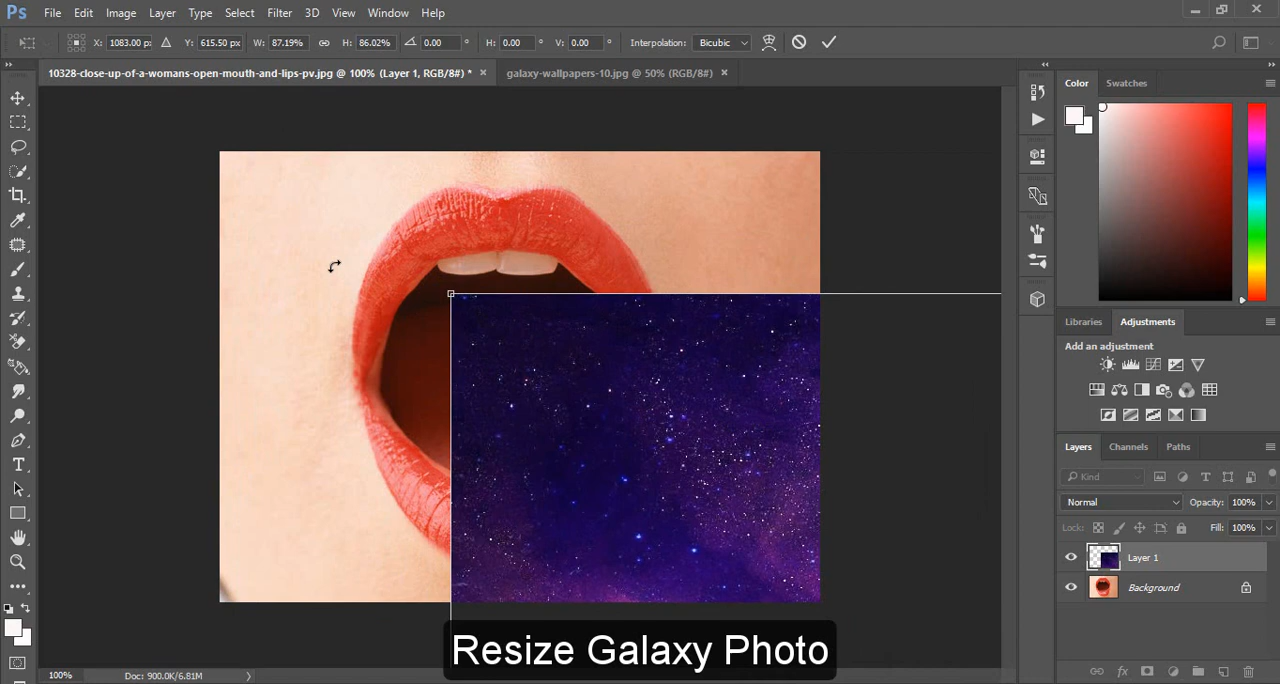 Ps File Edit Image Layer Type Select Filter 3D View Window Help
X: 1083.00 px Y: 615.50 px W: 87.19% H: 86.02% 0.00 ° H: 0.00 ° V: 0.00 ° Interpolation: Bicubic
10328-close-up-of-a-womans-open-mouth-and-lips-pv.jpg @ 100% (Layer 1, RGB/8#) * × galaxy-wallpapers-10.jpg @ 50% (RGB/8#) ×
Color Swatches
Libraries Adjustments
Add an adjustment
Layers Channels Paths
Kind
Normal Opacity: 100%
Lock: Fill: 100%
Layer 1
Background
Resize Galaxy Photo
100% Doc: 900.0K/6.81M